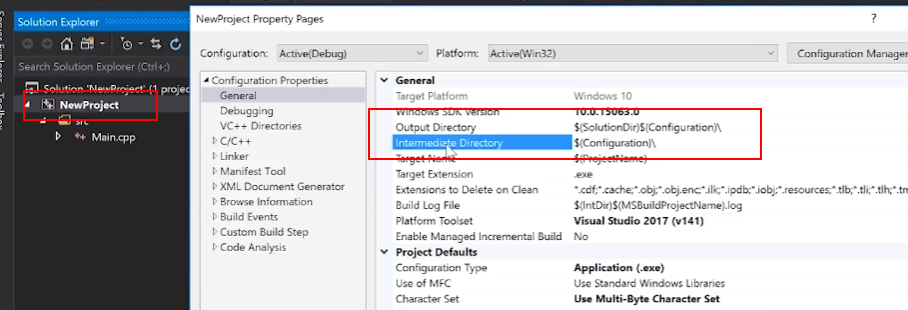 Solution Explorer
Search Solution Explorer (Ctrl+;)
Solution 'NewProject' (1 projec
NewProject
src
Main.cpp
NewProject Property Pages
?
Configuration: Active(Debug) Platform: Active(Win32) Configuration Manager
Configuration Properties
General
Debugging
VC++ Directories
C/C++
Linker
Manifest Tool
XML Document Generator
Browse Information
Build Events
Custom Build Step
Code Analysis
General
Target Platform Windows 10
Windows SDK Version 10.0.15063.0
Output Directory $(SolutionDir)$(Configuration)\
Intermediate Directory $(Configuration)\
Target Name $(ProjectName)
Target Extension .exe
Extensions to Delete on Clean *.cdf;*.cache;*.obj;*.obj.enc;*.ilk;*.ipdb;*.iobj;*.resources;*.tlb;*.tli;*.tlh;*.tm
Build Log File $(IntDir)$(MSBuildProjectName).log
Platform Toolset Visual Studio 2017 (v141)
Enable Managed Incremental Build No
Project Defaults
Configuration Type Application (.exe)
Use of MFC Use Standard Windows Libraries
Character Set Use Multi-Byte Character Set